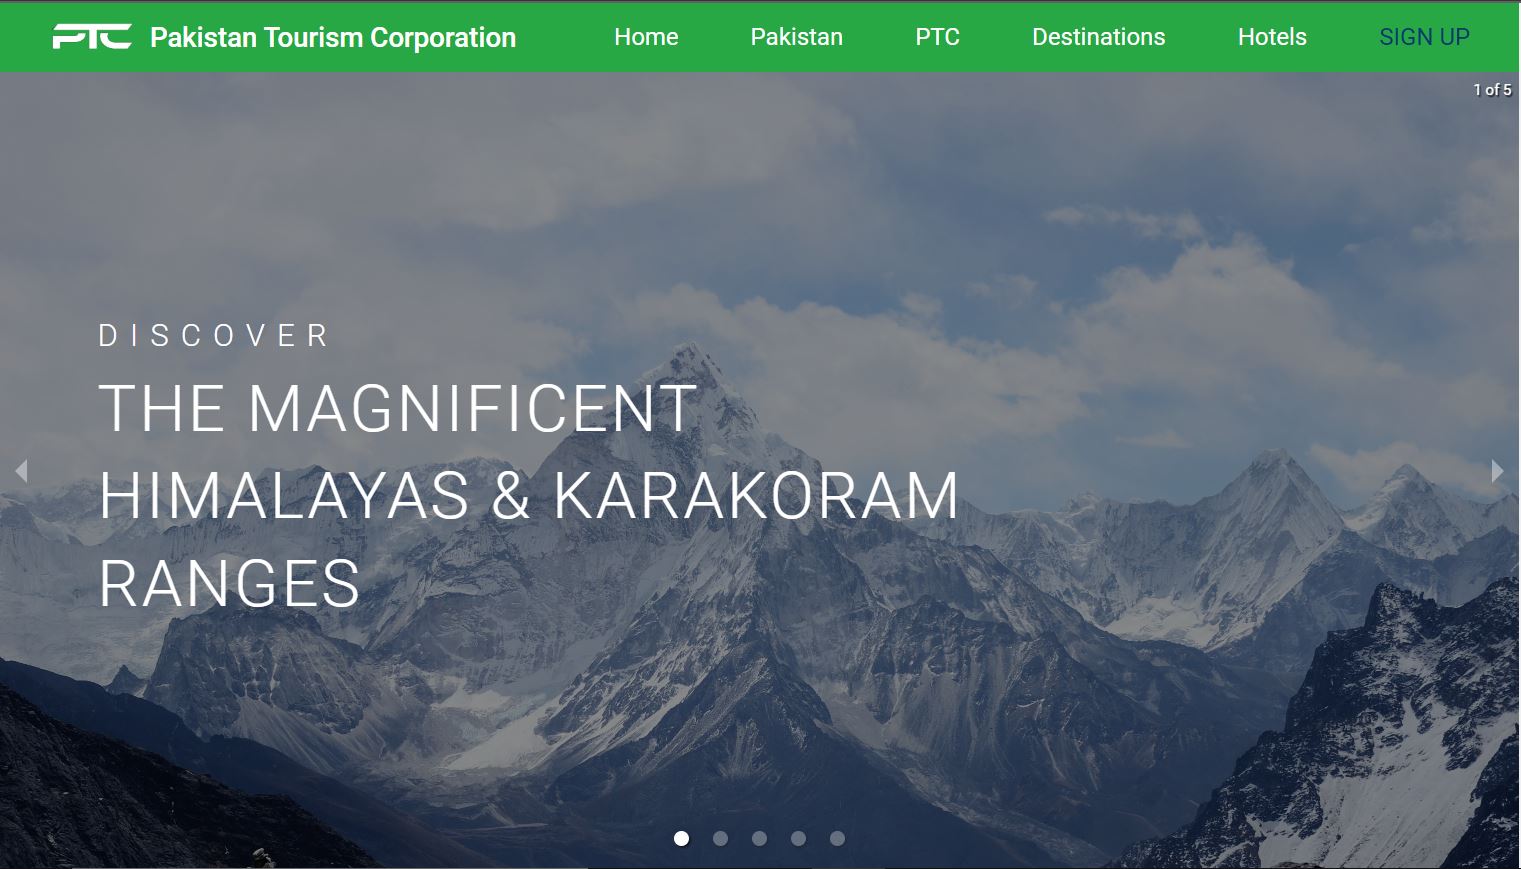 PTC Pakistan Tourism Corporation Home Pakistan PTC Destinations Hotels SIGN UP
1 of 5
DISCOVER
THE MAGNIFICENT
HIMALAYAS & KARAKORAM
RANGES